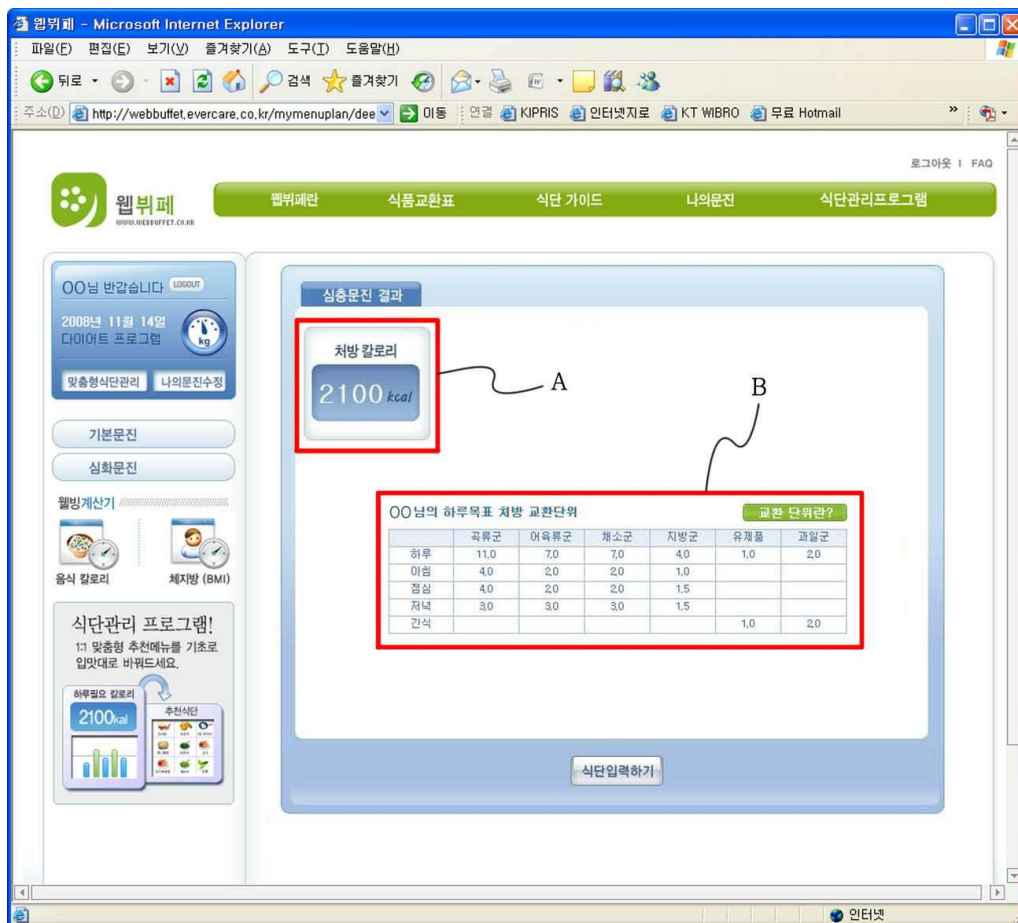 웹뷔페 - Microsoft Internet Explorer
파일(F) 편집(E) 보기(V) 즐겨찾기(A) 도구(T) 도움말(H)
뒤로 검색 즐겨찾기
주소(D) http://webbuffet.evercare.co.kr/mymenuplan/dee 이동 연결 KIPRIS 인터넷지로 KT WIBRO 무료 Hotmail »
로그아웃 I FAQ
웹뷔페
WWW.WEBBUFFET.CO.KR
웹뷔페란 식품교환표 식단 가이드 나의문진 식단관리프로그램
OO님 반갑습니다 LOGOUT
2008년 11월 14일
다이어트 프로그램
kg
맞춤형식단관리 나의문진수정
기본문진
심화문진
웰빙계산기
음식 칼로리 체지방 (BMI)
식단관리 프로그램!
1:1 맞춤형 추천메뉴를 기초로
입맛대로 바꿔드세요.
하루필요 칼로리
2100kal
추천식단
심층문진 결과
처방 칼로리
2100 kcal
A
B
OO님의 하루목표 처방 교환단위 교환 단위란?
곡류군 어육류군 채소군 지방군 유제품 과일군
하루 11.0 7.0 7.0 4.0 1.0 2.0
아침 4.0 2.0 2.0 1.0
점심 4.0 2.0 2.0 1.5
저녁 3.0 3.0 3.0 1.5
간식 1.0 2.0
식단입력하기
인터넷